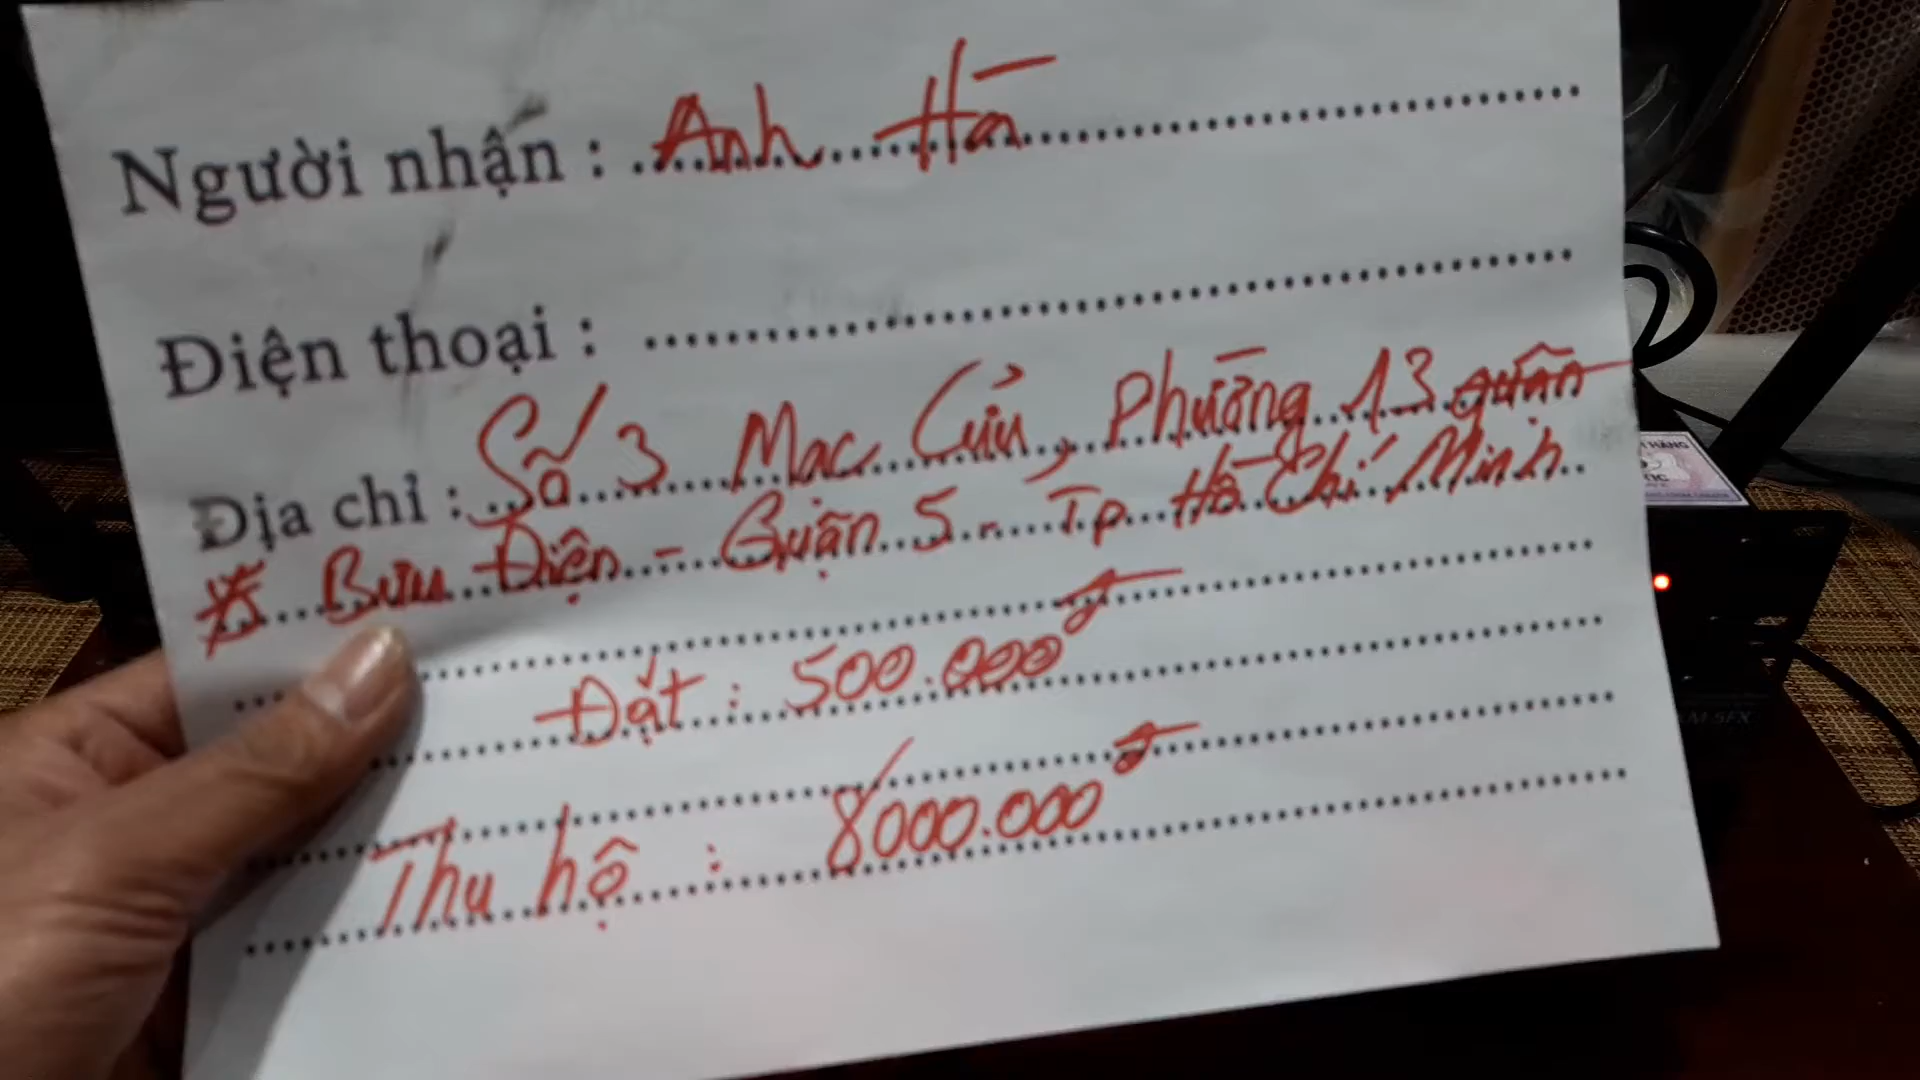 Người nhận : Anh Hà
Điện thoại :
Địa chỉ : Số 3 Mạc Cửu, Phường 13 quận
Bưu Điện - Quận 5 - Tp Hồ Chí Minh
Đặt : 500.000đ
Thu hộ : 8000.000đ